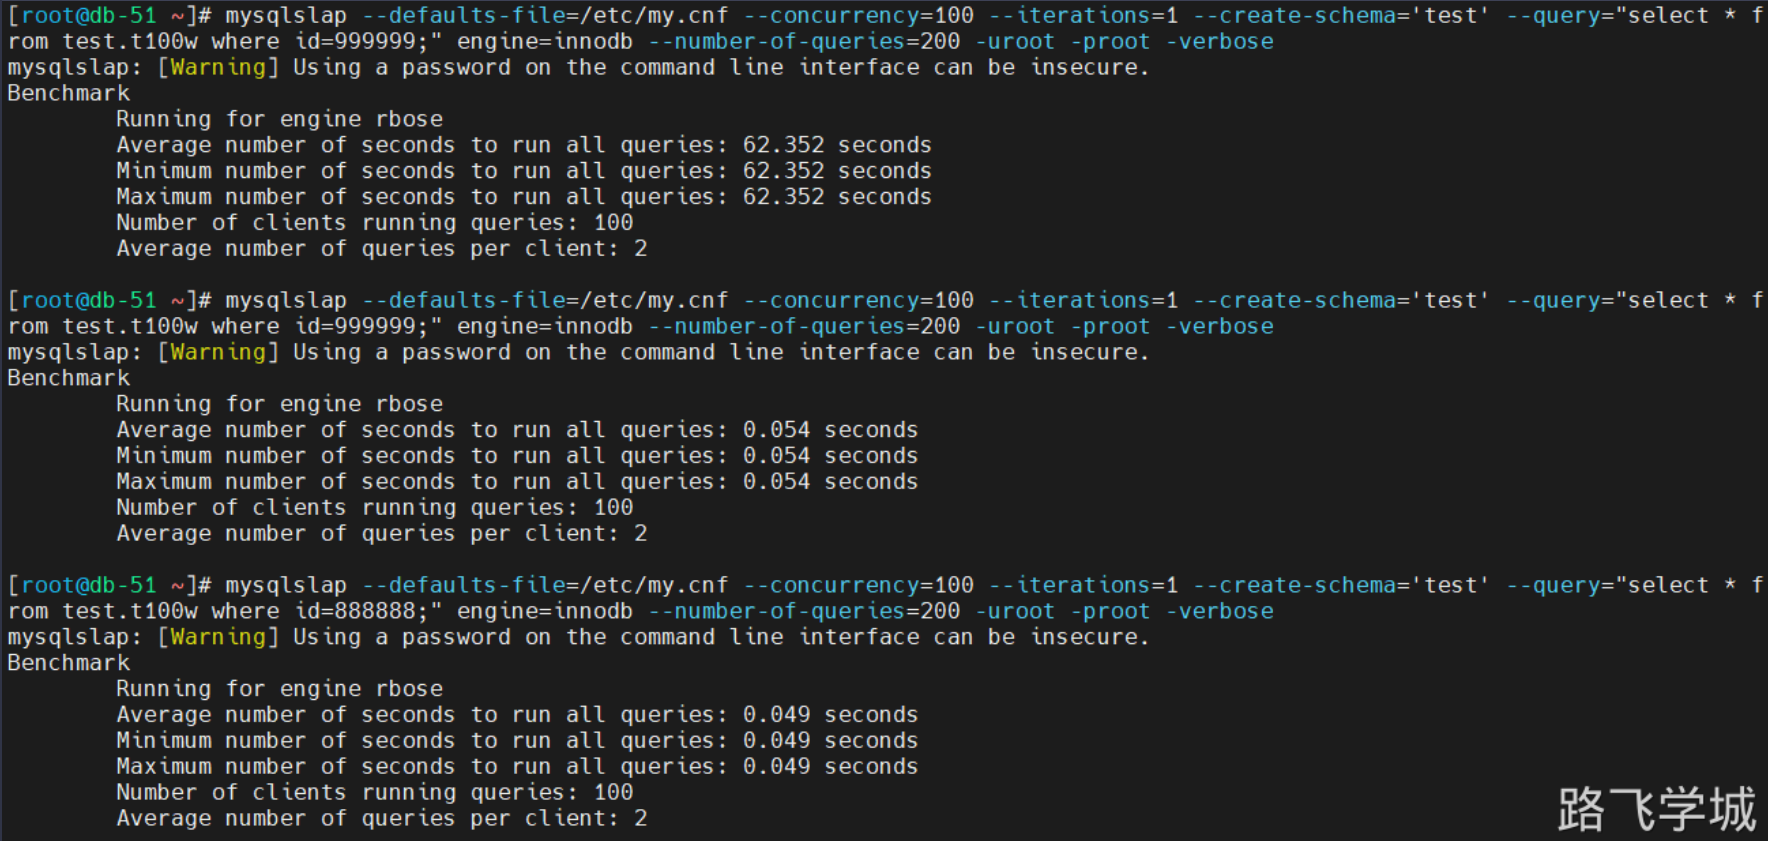 [root@db-51 ~]# mysqlslap --defaults-file=/etc/my.cnf --concurrency=100 --iterations=1 --create-schema='test' --query="select * f
rom test.t100w where id=999999;" engine=innodb --number-of-queries=200 -uroot -proot -verbose
mysqlslap: [Warning] Using a password on the command line interface can be insecure.
Benchmark
        Running for engine rbose
        Average number of seconds to run all queries: 62.352 seconds
        Minimum number of seconds to run all queries: 62.352 seconds
        Maximum number of seconds to run all queries: 62.352 seconds
        Number of clients running queries: 100
        Average number of queries per client: 2

[root@db-51 ~]# mysqlslap --defaults-file=/etc/my.cnf --concurrency=100 --iterations=1 --create-schema='test' --query="select * f
rom test.t100w where id=999999;" engine=innodb --number-of-queries=200 -uroot -proot -verbose
mysqlslap: [Warning] Using a password on the command line interface can be insecure.
Benchmark
        Running for engine rbose
        Average number of seconds to run all queries: 0.054 seconds
        Minimum number of seconds to run all queries: 0.054 seconds
        Maximum number of seconds to run all queries: 0.054 seconds
        Number of clients running queries: 100
        Average number of queries per client: 2

[root@db-51 ~]# mysqlslap --defaults-file=/etc/my.cnf --concurrency=100 --iterations=1 --create-schema='test' --query="select * f
rom test.t100w where id=888888;" engine=innodb --number-of-queries=200 -uroot -proot -verbose
mysqlslap: [Warning] Using a password on the command line interface can be insecure.
Benchmark
        Running for engine rbose
        Average number of seconds to run all queries: 0.049 seconds
        Minimum number of seconds to run all queries: 0.049 seconds
        Maximum number of seconds to run all queries: 0.049 seconds
        Number of clients running queries: 100
        Average number of queries per client: 2
路飞学城